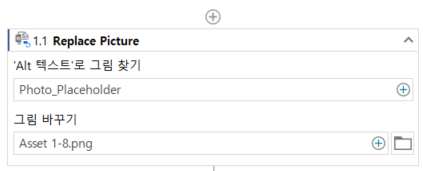 1.1 Replace Picture
'Alt 텍스트'로 그림 찾기
Photo_Placeholder
그림 바꾸기
Asset 1-8.png